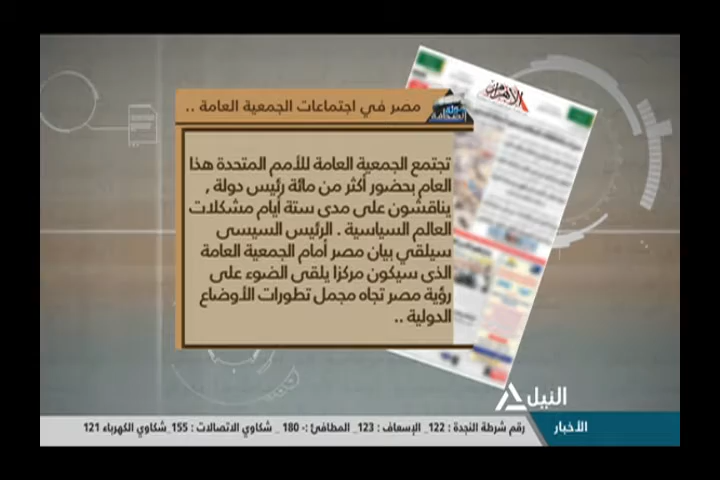 الأهرام
مصر في اجتماعات الجمعية العامة ..
الصحافة
تجتمع الجمعية العامة للأمم المتحدة هذا
العام بحضور أكثر من مائة رئيس دولة ,
يناقشون على مدى ستة أيام مشكلات
العالم السياسية . الرئيس السيسى
سيلقي بيان مصر أمام الجمعية العامة
الذى سيكون مركزا يلقى الضوء على
رؤية مصر تجاه مجمل تطورات الأوضاع
الدولية ..
النيل
الأخبار
رقم شرطة النجدة : 122_ الإسعاف : 123_ المطافئ :- 180 _ شكاوي الاتصالات : 155_شكاوي الكهرباء 121